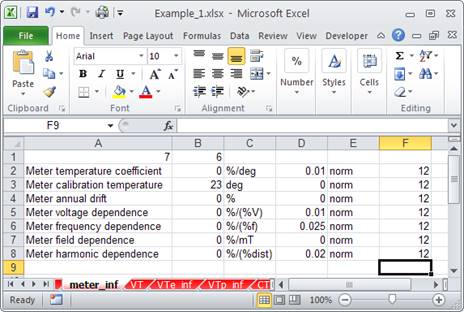 Example_1.xlsx - Microsoft Excel
File Home Insert Page Layout Formulas Data Review View Developer
Paste
Arial 10
B I U A A
A
% Number
A Styles
Cells
Σ
Clipboard Font Alignment Editing
F9 fx
A B C D E F
1 7 6
2 Meter temperature coefficient 0 %/deg 0.01 norm 12
3 Meter calibration temperature 23 deg 0 norm 12
4 Meter annual drift 0 % 0 norm 12
5 Meter voltage dependence 0 %/(%V) 0.01 norm 12
6 Meter frequency dependence 0 %/(%f) 0.025 norm 12
7 Meter field dependence 0 %/mT 0 norm 12
8 Meter harmonic dependence 0 %/(%dist) 0.02 norm 12
9
meter_inf VT VTe_inf VTp_inf CT
Ready 100%